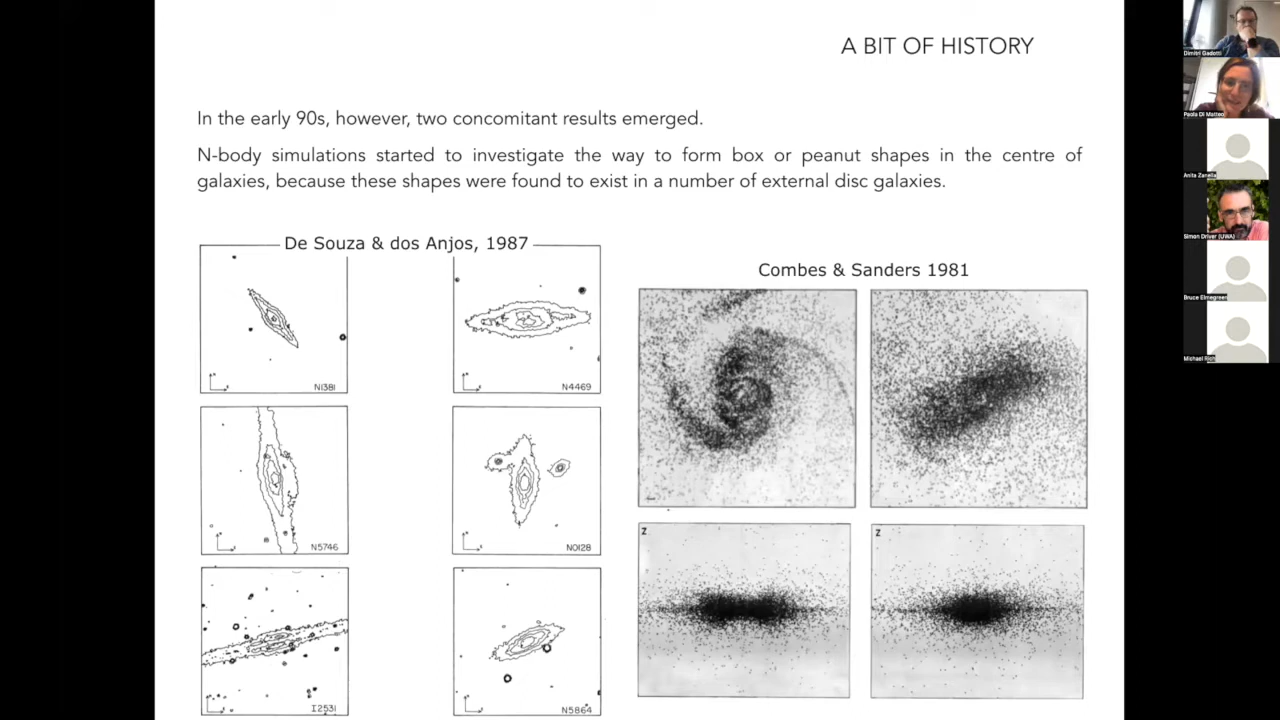 A BIT OF HISTORY
In the early 90s, however, two concomitant results emerged.
N-body simulations started to investigate the way to form box or peanut shapes in the centre of
galaxies, because these shapes were found to exist in a number of external disc galaxies.
De Souza & dos Anjos, 1987
N1381
N4469
N5746
N0128
I2531
N5864
Combes & Sanders 1981
Z
Z
Dimitri Gadotti
Paola Di Matteo
Anita Zanella
Simon Driver (UWA)
Bruce Elmegreen
Michael Rich